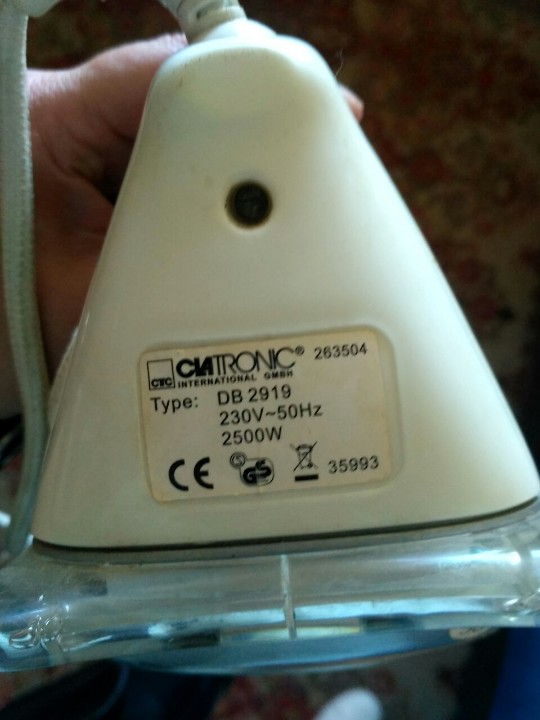 CTC CLATRONIC® 263504
INTERNATIONAL GMBH
Type: DB 2919
230V~50Hz
2500W
CE GS 35993